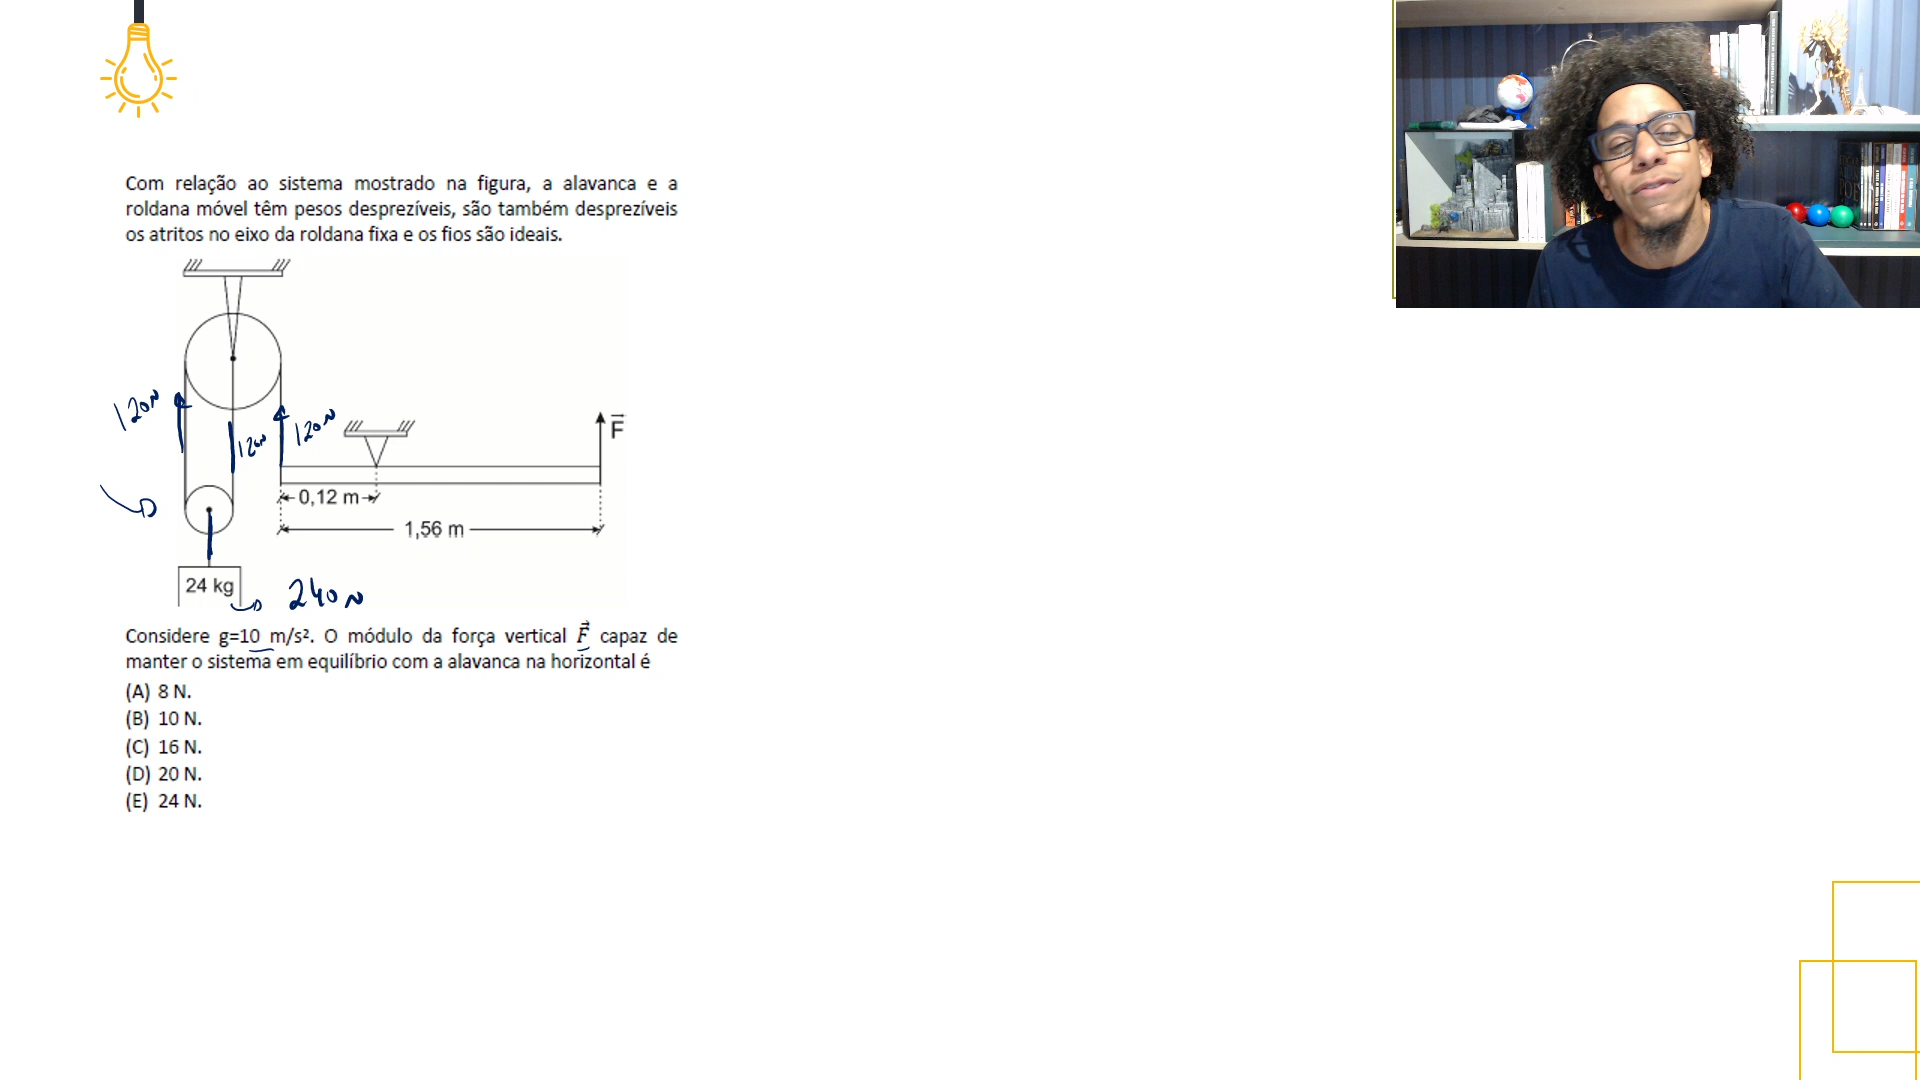 Com relação ao sistema mostrado na figura, a alavanca e a
roldana móvel têm pesos desprezíveis, são também desprezíveis
os atritos no eixo da roldana fixa e os fios são ideais.
120N
120N
120N
F
0,12 m
1,56 m
24 kg
240N
Considere g=10 m/s². O módulo da força vertical F capaz de
manter o sistema em equilíbrio com a alavanca na horizontal é
(A) 8 N.
(B) 10 N.
(C) 16 N.
(D) 20 N.
(E) 24 N.